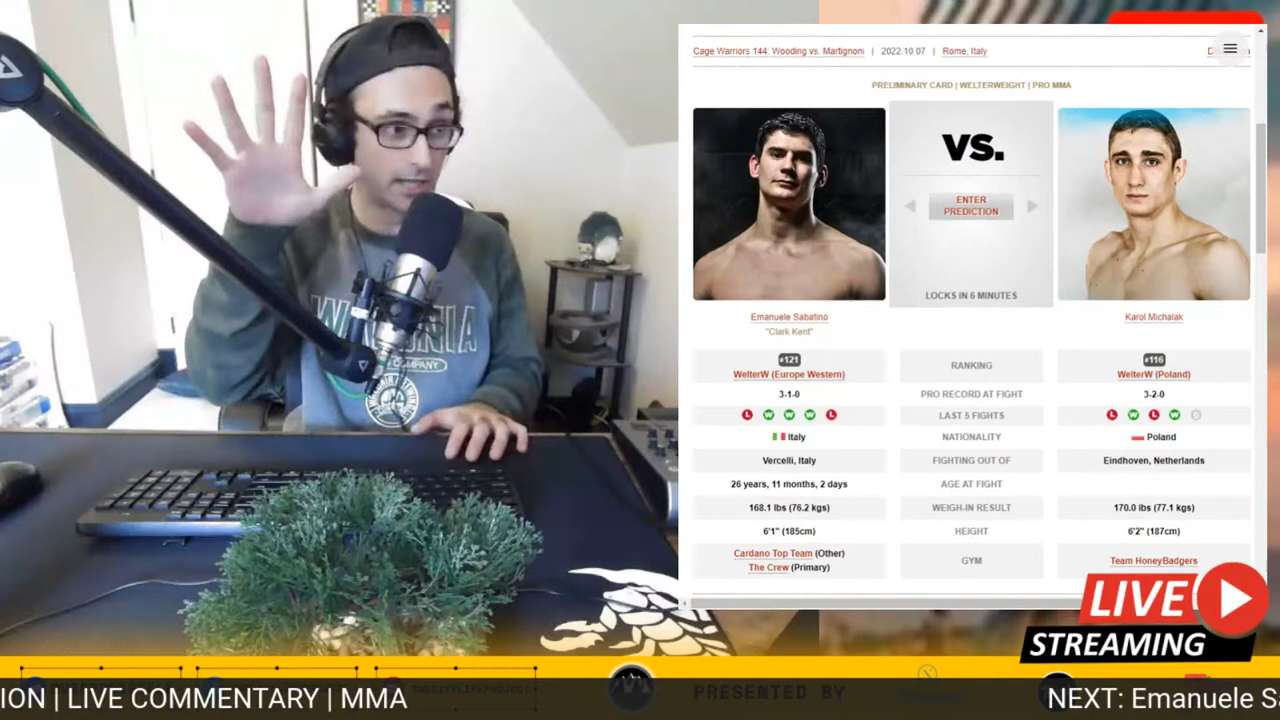 Cage Warriors 144: Wooding vs. Martignoni | 2022.10.07 | Rome, Italy
PRELIMINARY CARD | WELTERWEIGHT | PRO MMA
VS.
ENTER
PREDICTION
LOCKS IN 6 MINUTES
Emanuele Sabatino
"Clark Kent"
Karol Michalak
#121
WelterW (Europe Western)
RANKING
#116
WelterW (Poland)
3-1-0
PRO RECORD AT FIGHT
3-2-0
L W W W L
LAST 5 FIGHTS
L W L W D
Italy
NATIONALITY
Poland
Vercelli, Italy
FIGHTING OUT OF
Eindhoven, Netherlands
26 years, 11 months, 2 days
AGE AT FIGHT
168.1 lbs (76.2 kgs)
WEIGH-IN RESULT
170.0 lbs (77.1 kgs)
6'1" (185cm)
HEIGHT
6'2" (187cm)
Cardano Top Team (Other)
The Crew (Primary)
GYM
Team HoneyBadgers
LIVE
STREAMING
PRESENTED BY
ION | LIVE COMMENTARY | MMA
NEXT: Emanuele Sa
COMPANY